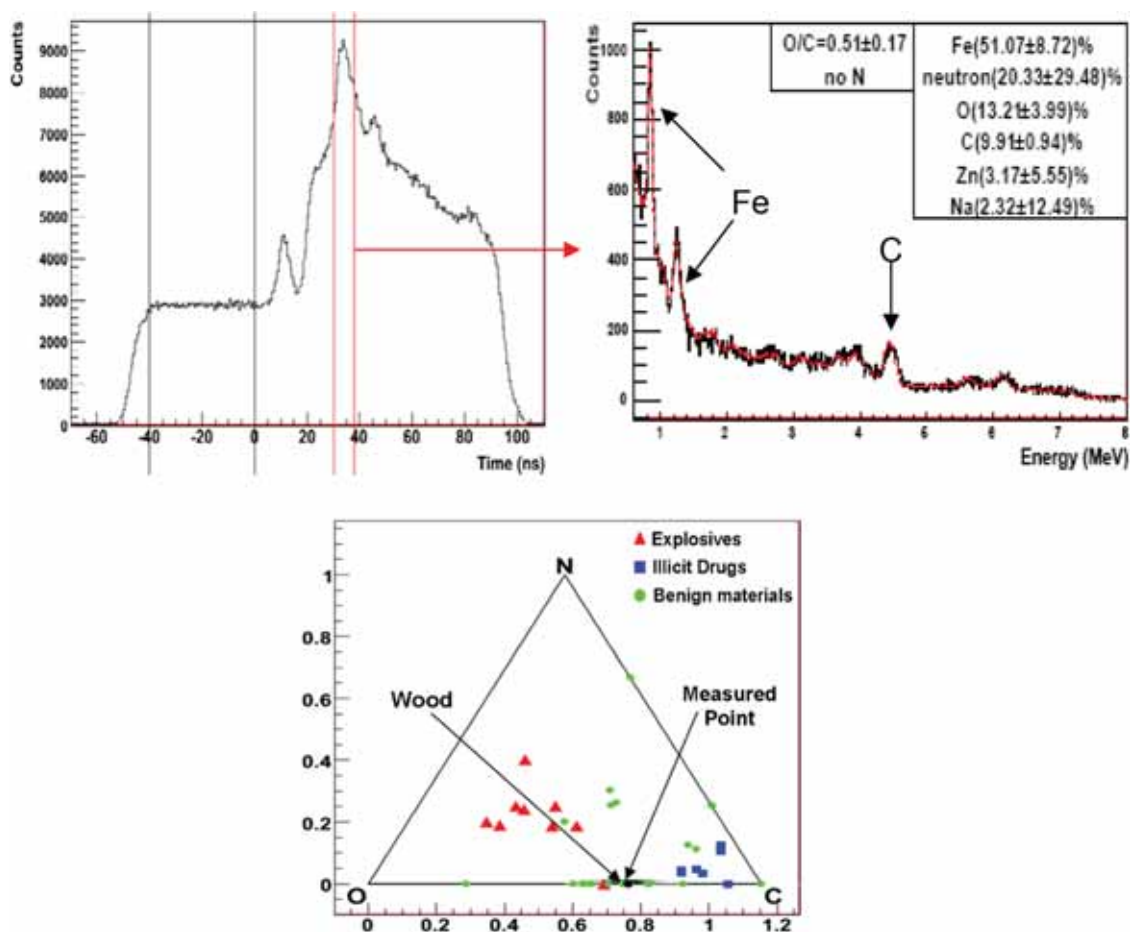 Counts
9000
8000
7000
6000
5000
4000
3000
2000
1000
0
-60 -40 -20 0 20 40 60 80 100
Time (ns)
Counts
1000
800
600
400
200
0
1 2 3 4 5 6 7 8
Energy (MeV)
O/C=0.51±0.17
no N
Fe(51.07±8.72)%
neutron(20.33±29.48)%
O(13.21±3.99)%
C(9.91±0.94)%
Zn(3.17±5.55)%
Na(2.32±12.49)%
Fe
C
Explosives
Illicit Drugs
Benign materials
N
Wood
Measured
Point
O
C
1
0.8
0.6
0.4
0.2
0
0 0.2 0.4 0.6 0.8 1 1.2